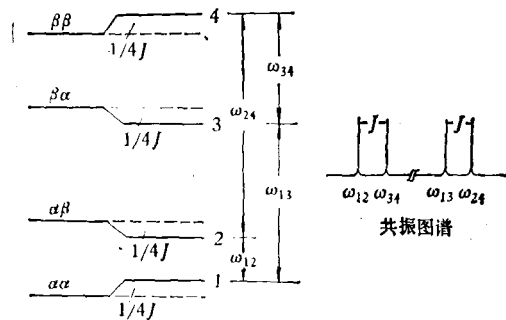 ββ
4
1/4J
ω₃₄
βα
ω₂₄
3
1/4J
ω₁₃
αβ
2
1/4J
ω₁₂
αα
1
1/4J
J
J
ω₁₂ ω₃₄ ω₁₃ ω₂₄
共振图谱